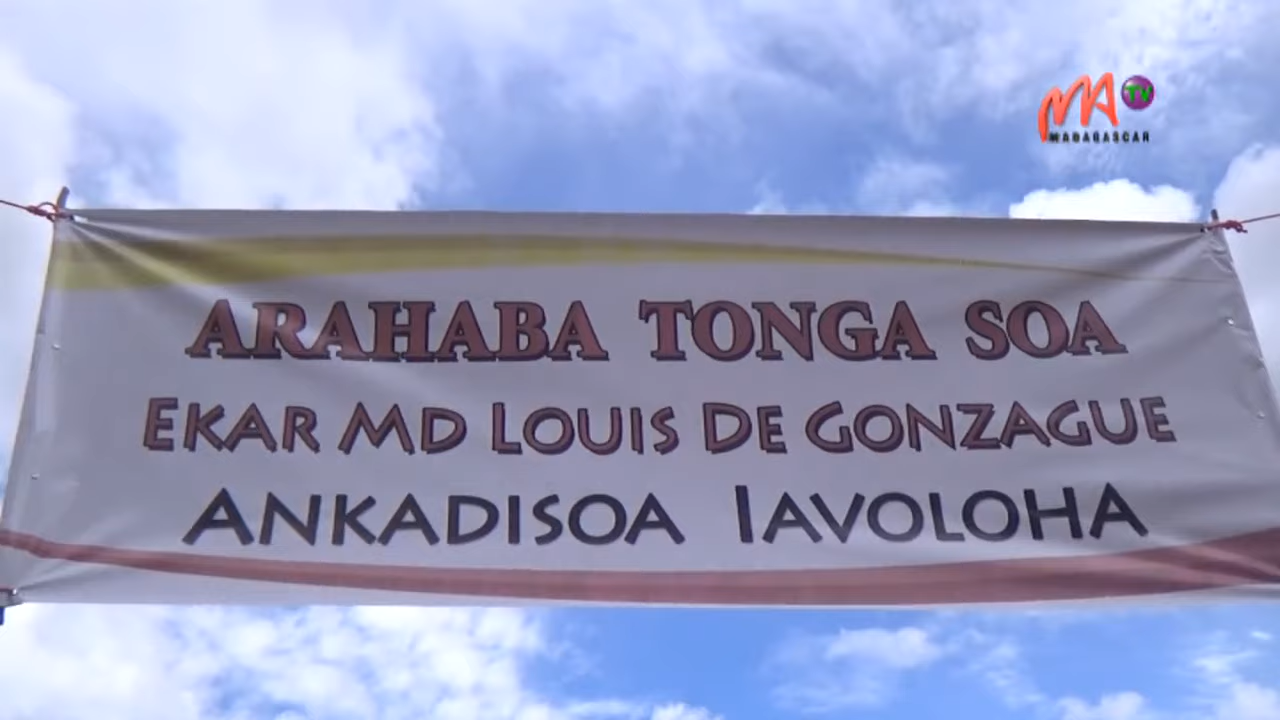 MA TV
MADAGASCAR
ARAHABA TONGA SOA
EKAR MD LOUIS DE GONZAGUE
ANKADISOA IAVOLOHA